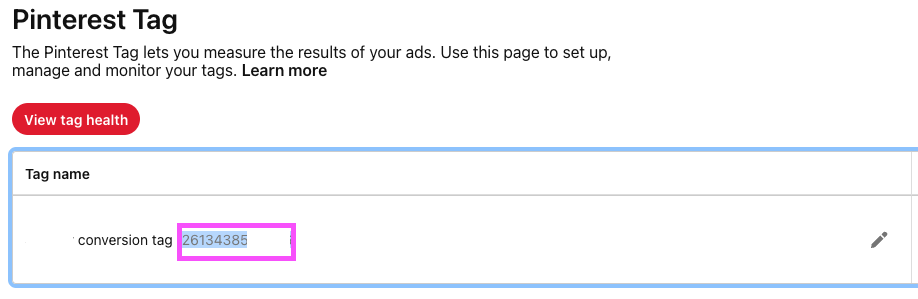 Pinterest Tag
The Pinterest Tag lets you measure the results of your ads. Use this page to set up,
manage and monitor your tags. Learn more
View tag health
Tag name
conversion tag 26134385